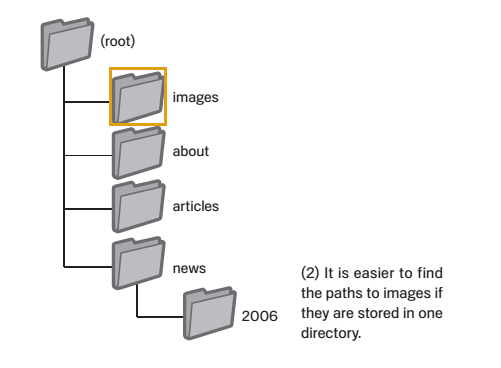 (root)
images
about
articles
news
2006
(2) It is easier to find
the paths to images if
they are stored in one
directory.